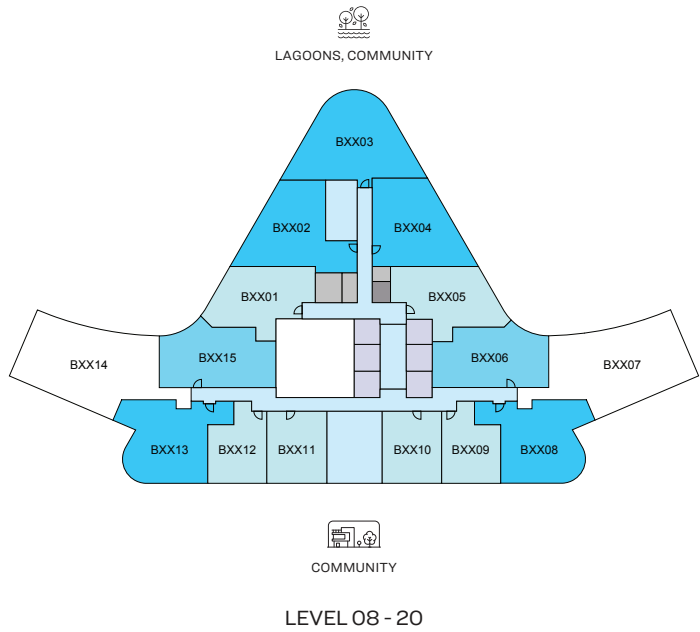 LAGOONS, COMMUNITY
BXX03
BXX02
BXX04
BXX01
BXX05
BXX14
BXX15
BXX06
BXX07
BXX13
BXX12
BXX11
BXX10
BXX09
BXX08
COMMUNITY
LEVEL 08 - 20